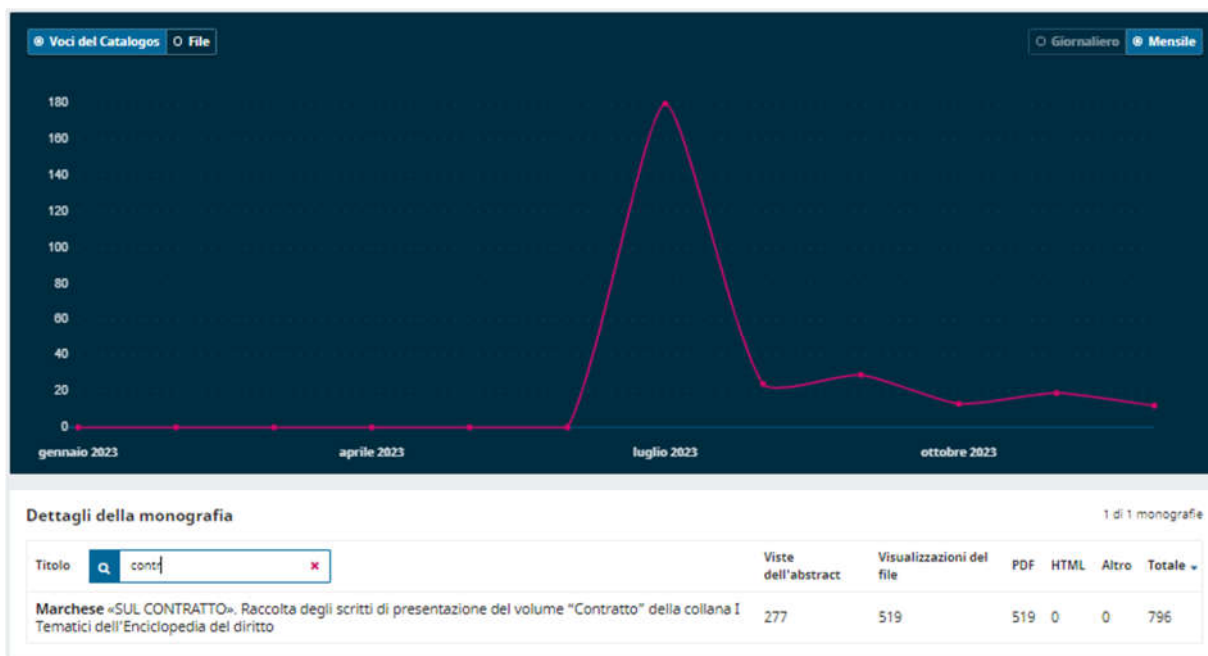 Voci del Catalogos File
Giornaliero Mensile
180
160
140
120
100
80
60
40
20
0
gennaio 2023 aprile 2023 luglio 2023 ottobre 2023
Dettagli della monografia 1 di 1 monografie
Titolo contr × Viste dell'abstract Visualizzazioni del file PDF HTML Altro Totale
Marchese «SUL CONTRATTO». Raccolta degli scritti di presentazione del volume “Contratto” della collana I
Tematici dell'Enciclopedia del diritto
277 519 519 0 0 796